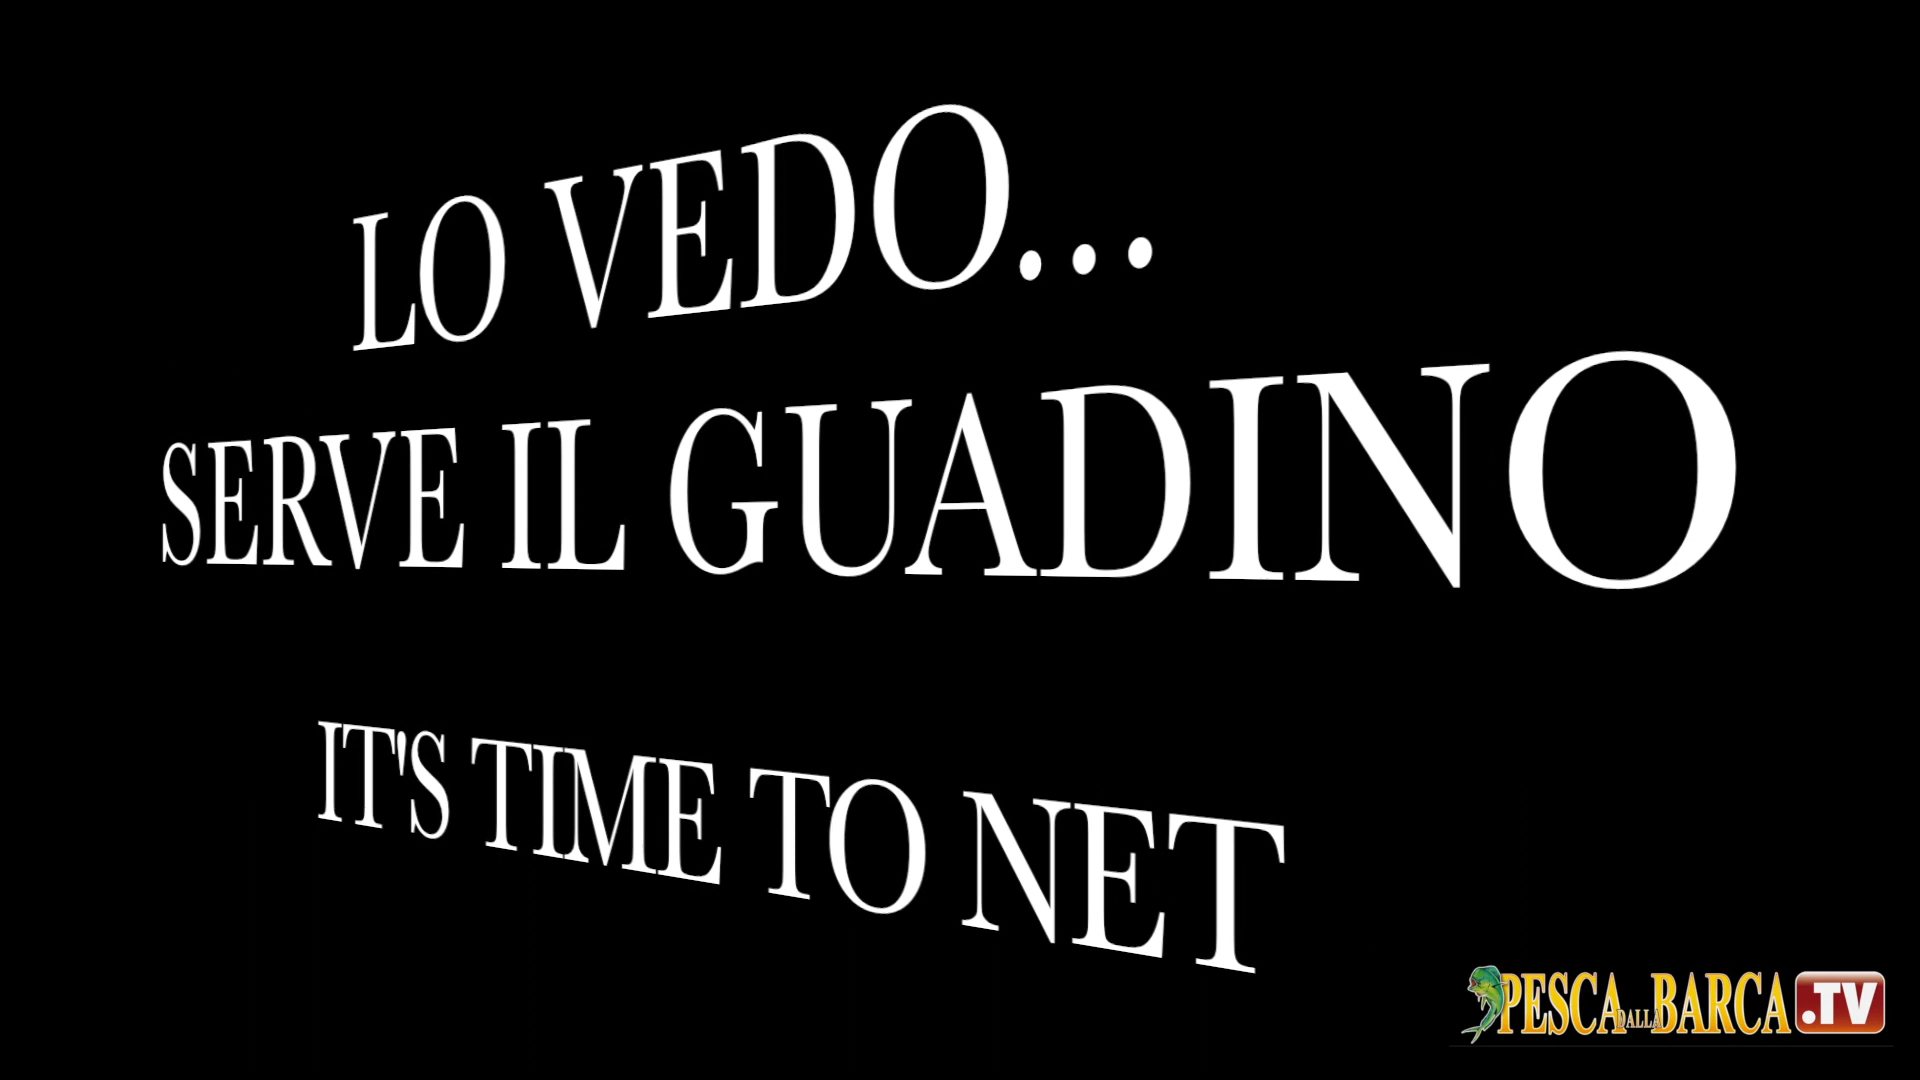 LO VEDO...
SERVE IL GUADINO
IT'S TIME TO NET
PESCA DALLA BARCA .TV